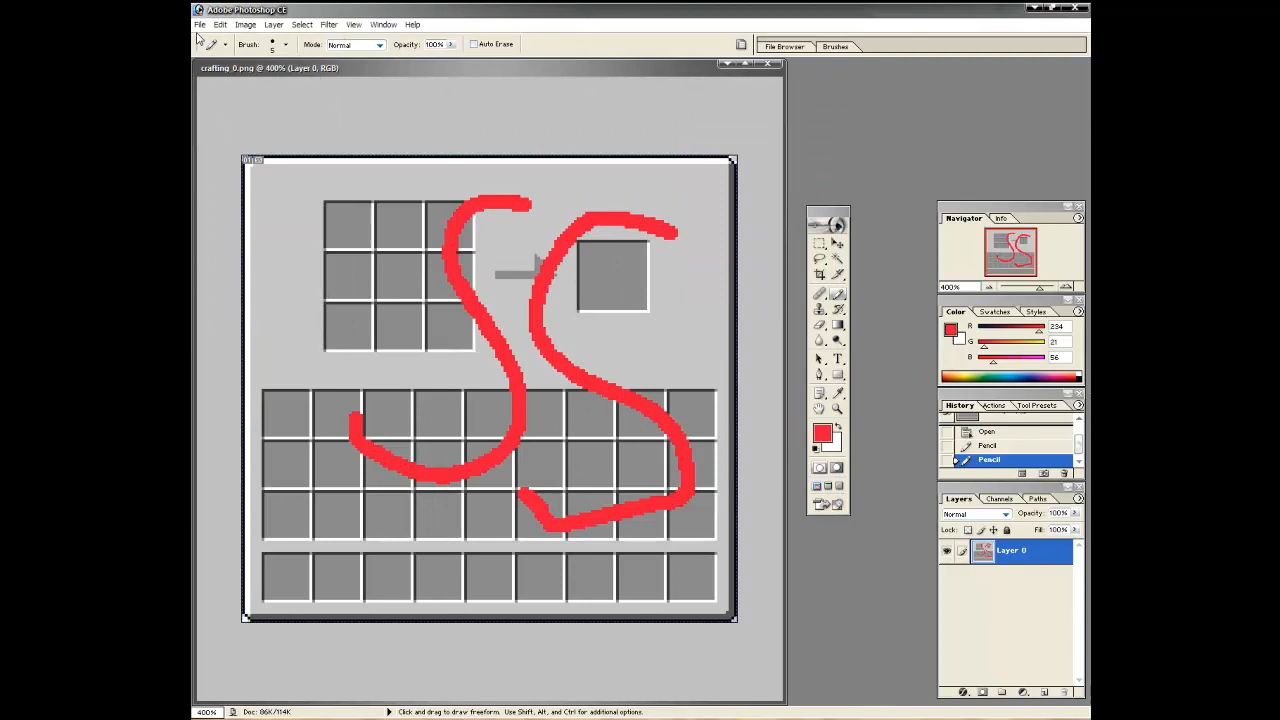 Adobe Photoshop CE
File Edit Image Layer Select Filter View Window Help
Brush: 5 Mode: Normal Opacity: 100% Auto Erase File Browser Brushes
crafting_0.png @ 400% (Layer 0, RGB)
SS
Navigator Info
400%
Color Swatches Styles
R 234
G 21
B 56
History Actions Tool Presets
Open
Pencil
Pencil
Layers Channels Paths
Normal Opacity: 100%
Lock: Fill: 100%
Layer 0
400% Doc: 86K/114K Click and drag to draw freeform. Use Shift, Alt, and Ctrl for additional options.